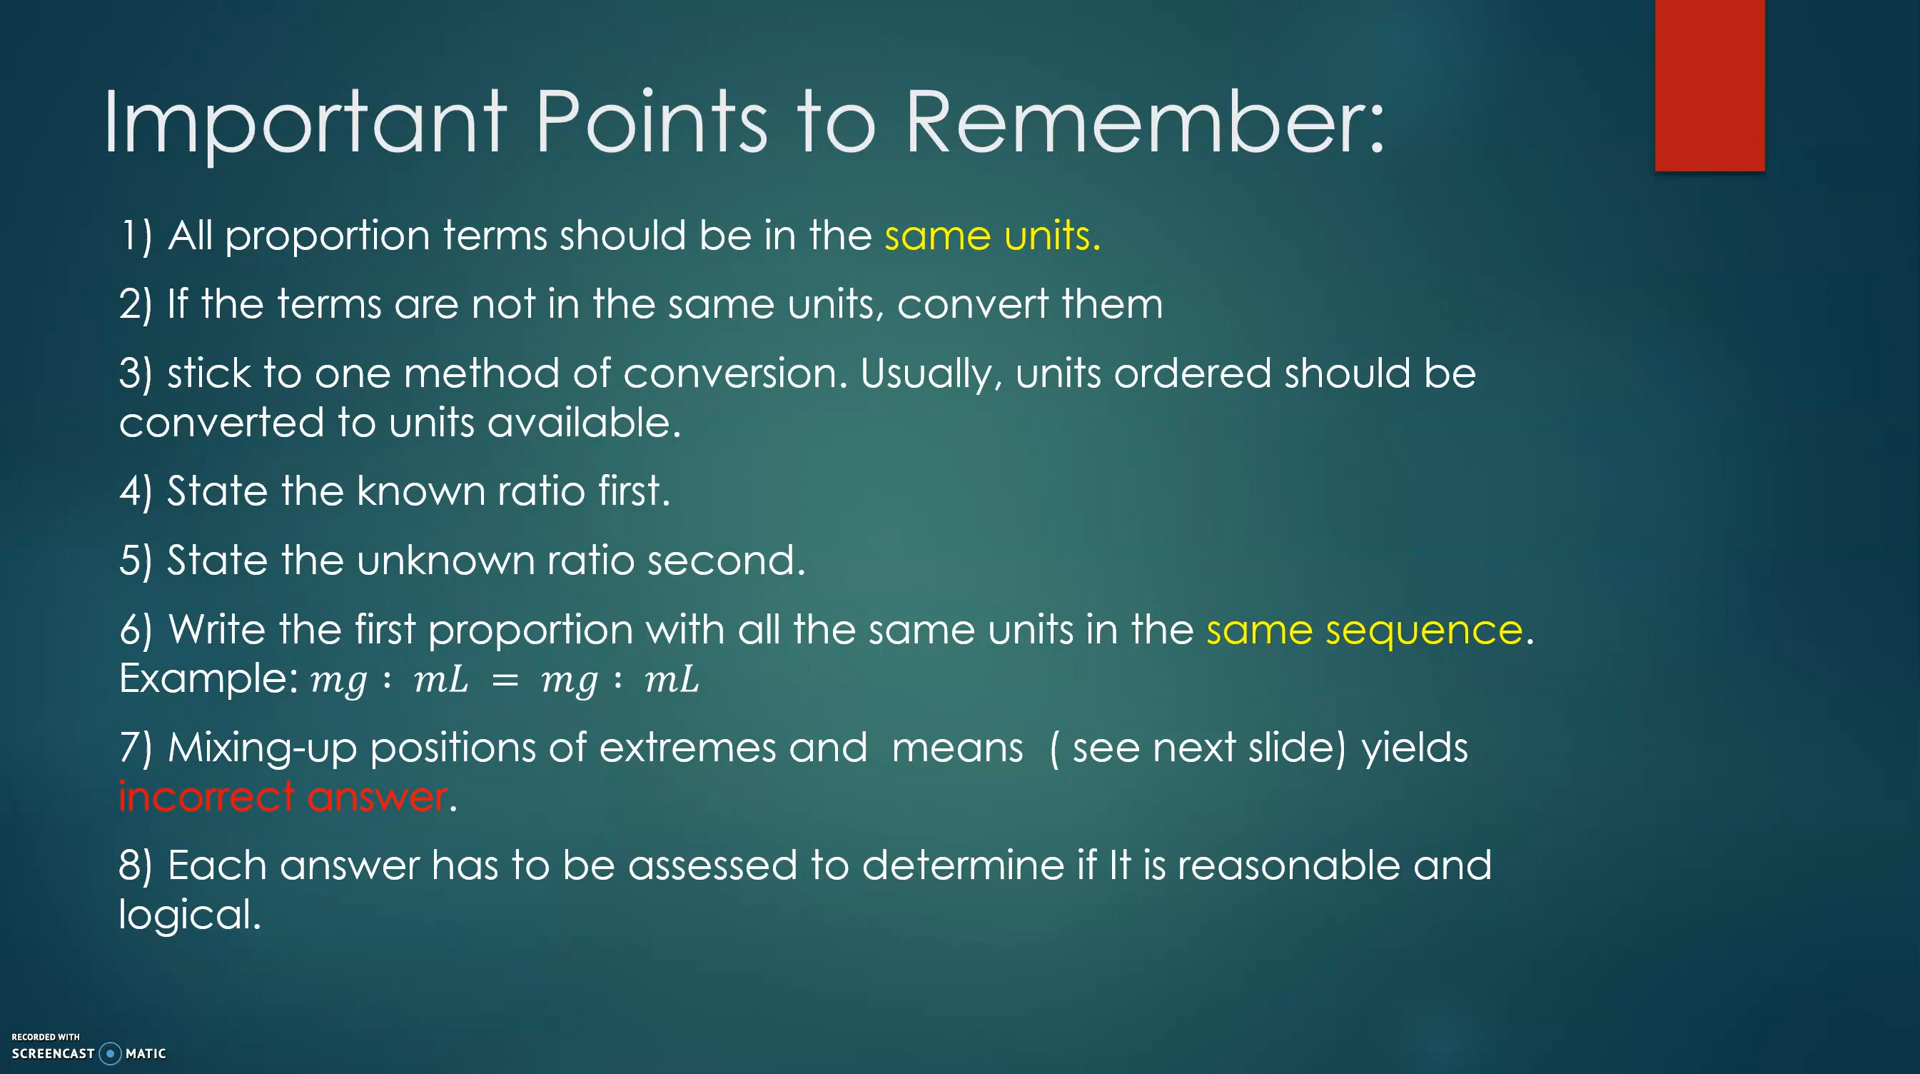 Important Points to Remember:
1) All proportion terms should be in the same units.
2) If the terms are not in the same units, convert them
3) stick to one method of conversion. Usually, units ordered should be
converted to units available.
4) State the known ratio first.
5) State the unknown ratio second.
6) Write the first proportion with all the same units in the same sequence.
Example: mg : mL = mg : mL
7) Mixing-up positions of extremes and means ( see next slide) yields
incorrect answer.
8) Each answer has to be assessed to determine if It is reasonable and
logical.
RECORDED WITH
SCREENCAST MATIC